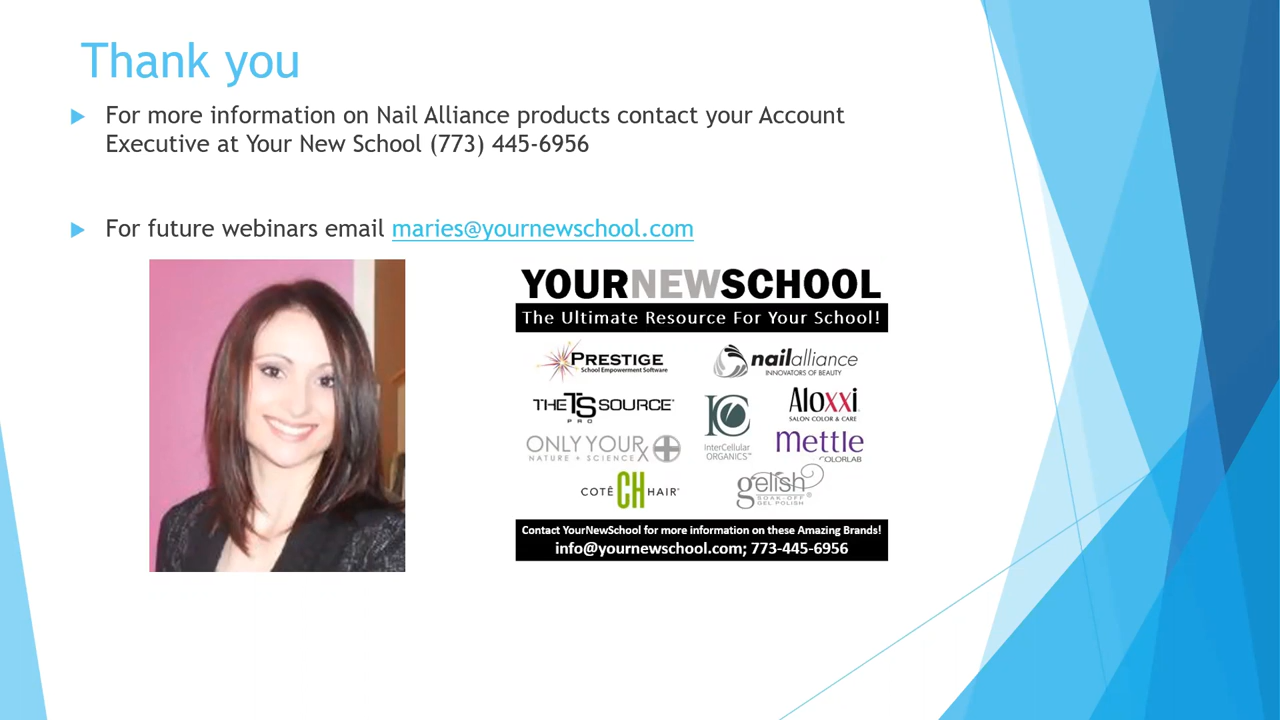 Thank you
For more information on Nail Alliance products contact your Account
Executive at Your New School (773) 445-6956
For future webinars email maries@yournewschool.com
YOURNEWSCHOOL
The Ultimate Resource For Your School!
PRESTIGE
School Empowerment Software
nailalliance
INNOVATORS OF BEAUTY
THE TS SOURCE
PRO
IC
InterCellular
ORGANICS™
Aloxxi
SALON COLOR & CARE
ONLY YOURx
NATURE + SCIENCE
mettle
COLORLAB
COTÉ CH HAIR
gelish®
SOAK-OFF
GEL POLISH
Contact YourNewSchool for more information on these Amazing Brands!
info@yournewschool.com; 773-445-6956